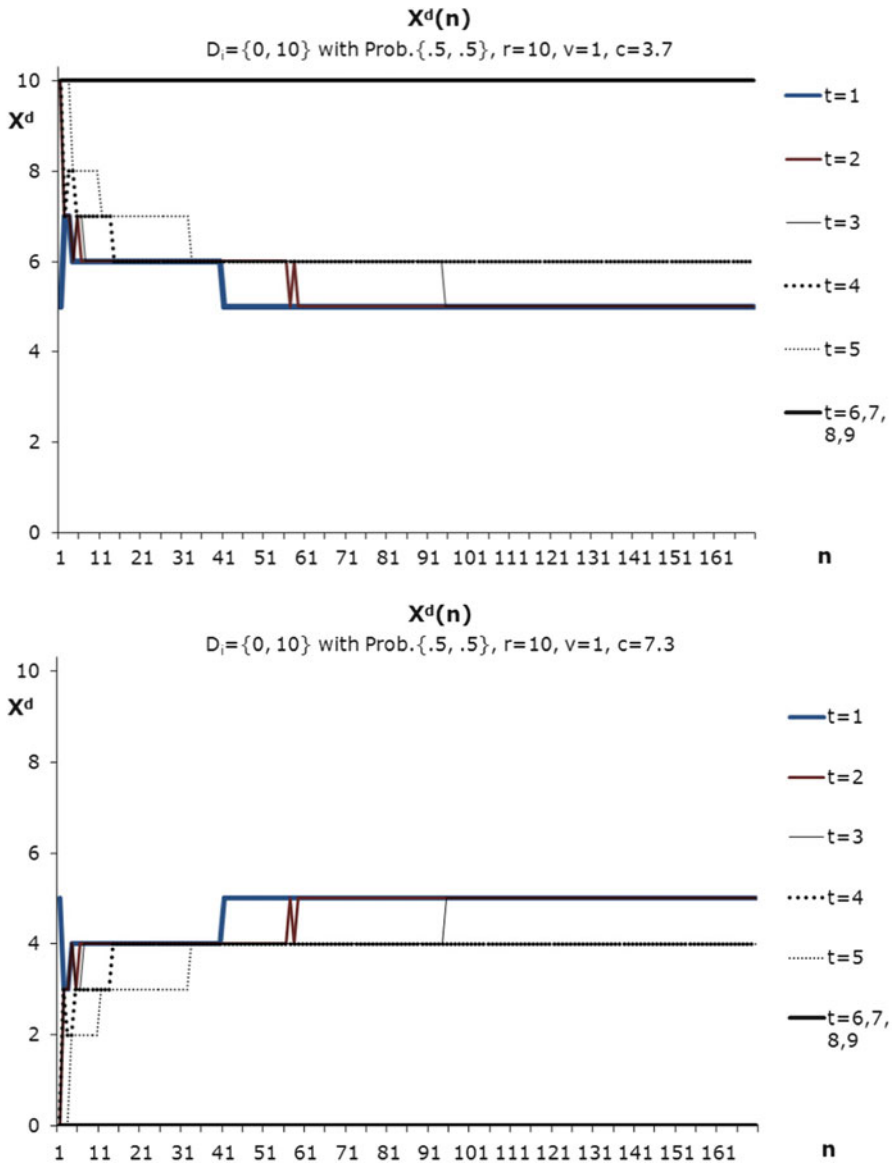 Xᵈ(n)
Dᵢ={0, 10} with Prob.{.5, .5}, r=10, v=1, c=3.7
10
Xᵈ
8
6
4
2
0
1 11 21 31 41 51 61 71 81 91 101 111 121 131 141 151 161
n
t=1
t=2
t=3
t=4
t=5
t=6,7,
8,9
Xᵈ(n)
Dᵢ={0, 10} with Prob.{.5, .5}, r=10, v=1, c=7.3
10
Xᵈ
8
6
4
2
0
1 11 21 31 41 51 61 71 81 91 101 111 121 131 141 151 161
n
t=1
t=2
t=3
t=4
t=5
t=6,7,
8,9